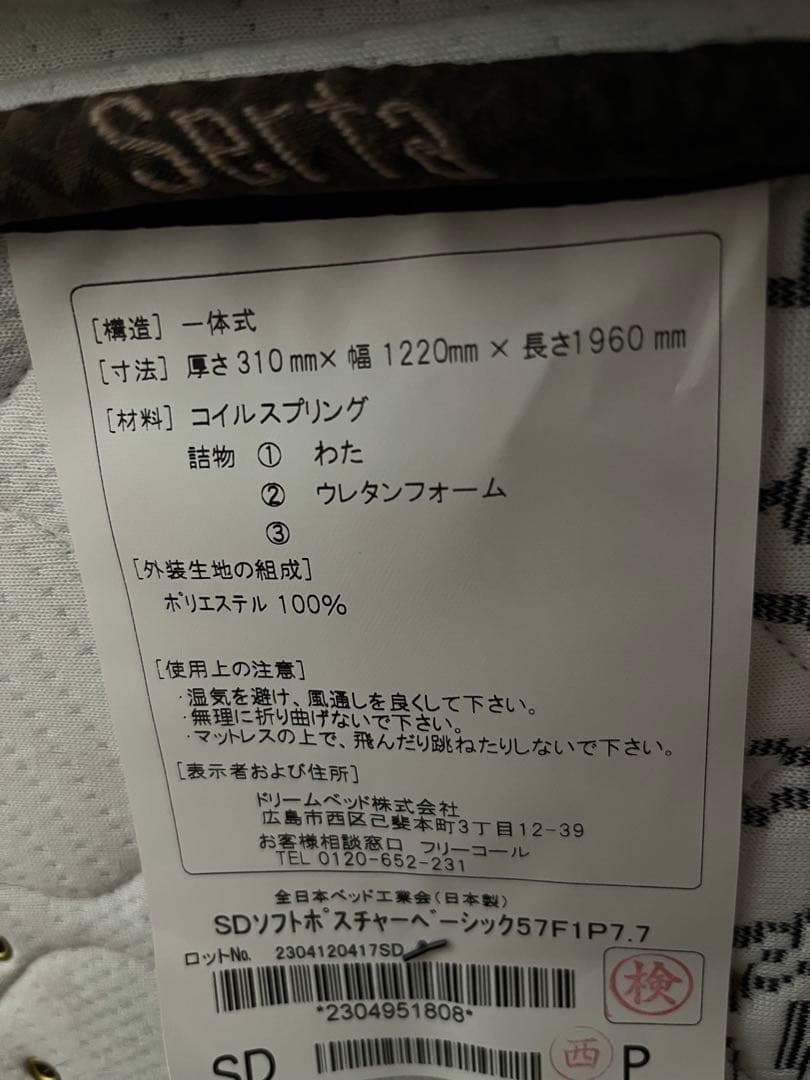 Serta
[構造] 一体式
[寸法] 厚さ310mm× 幅 1220mm × 長さ1960mm
[材料] コイルスプリング
詰物 ① わた
② ウレタンフォーム
③
[外装生地の組成]
ポリエステル 100%
[使用上の注意]
・湿気を避け、風通しを良くして下さい。
・無理に折り曲げないで下さい。
・マットレスの上で、飛んだり跳ねたりしないで下さい。
[表示者および住所]
ドリームベッド株式会社
広島市西区己斐本町3丁目12-39
お客様相談窓口 フリーコール
TEL 0120-652-231
全日本ベッド工業会(日本製)
SDソフトポスチャーベーシック57F1P7.7
ロットNo. 2304120417SD
*2304951808*
検
SD 西 P